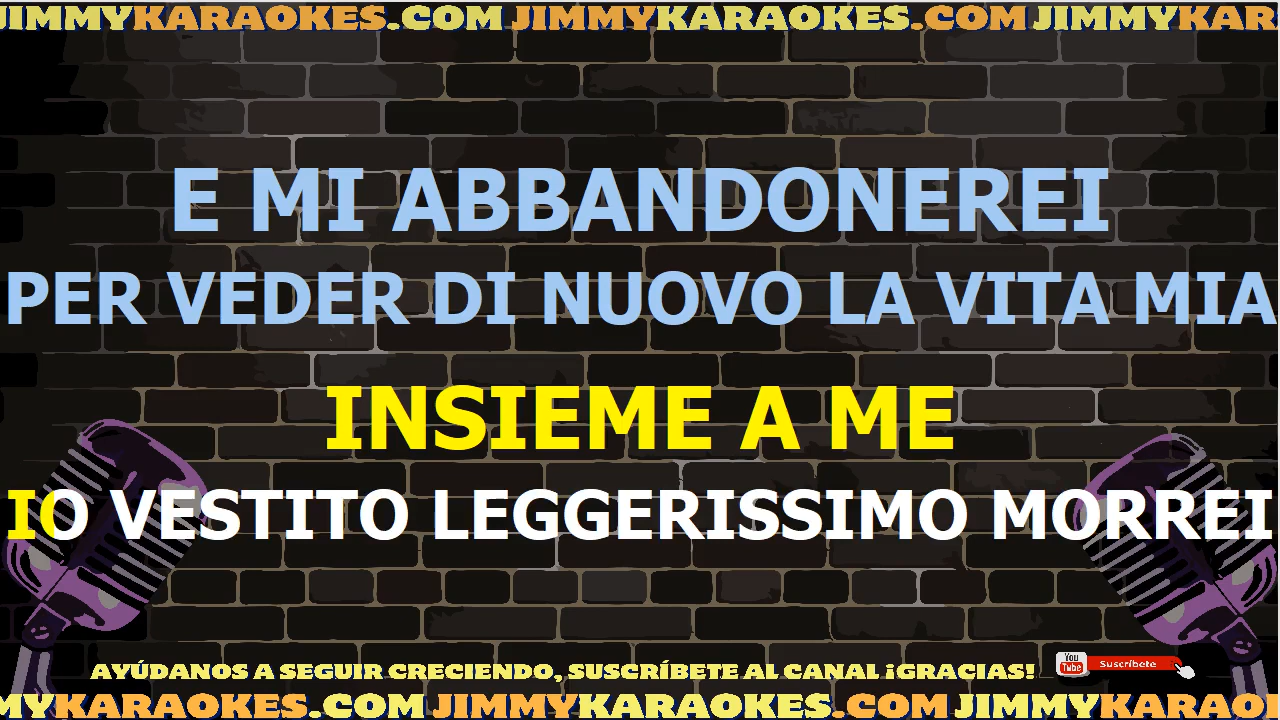 JIMMYKARAOKES.COM JIMMYKARAOKES.COM JIMMYKAR
E MI ABBANDONEREI
PER VEDER DI NUOVO LA VITA MIA
INSIEME A ME
IO VESTITO LEGGERISSIMO MORREI
AYÚDANOS A SEGUIR CRECIENDO, SUSCRÍBETE AL CANAL ¡GRACIAS!
You Tube Suscríbete
MYKARAOKES.COM JIMMYKARAOKES.COM JIMMYKARAO